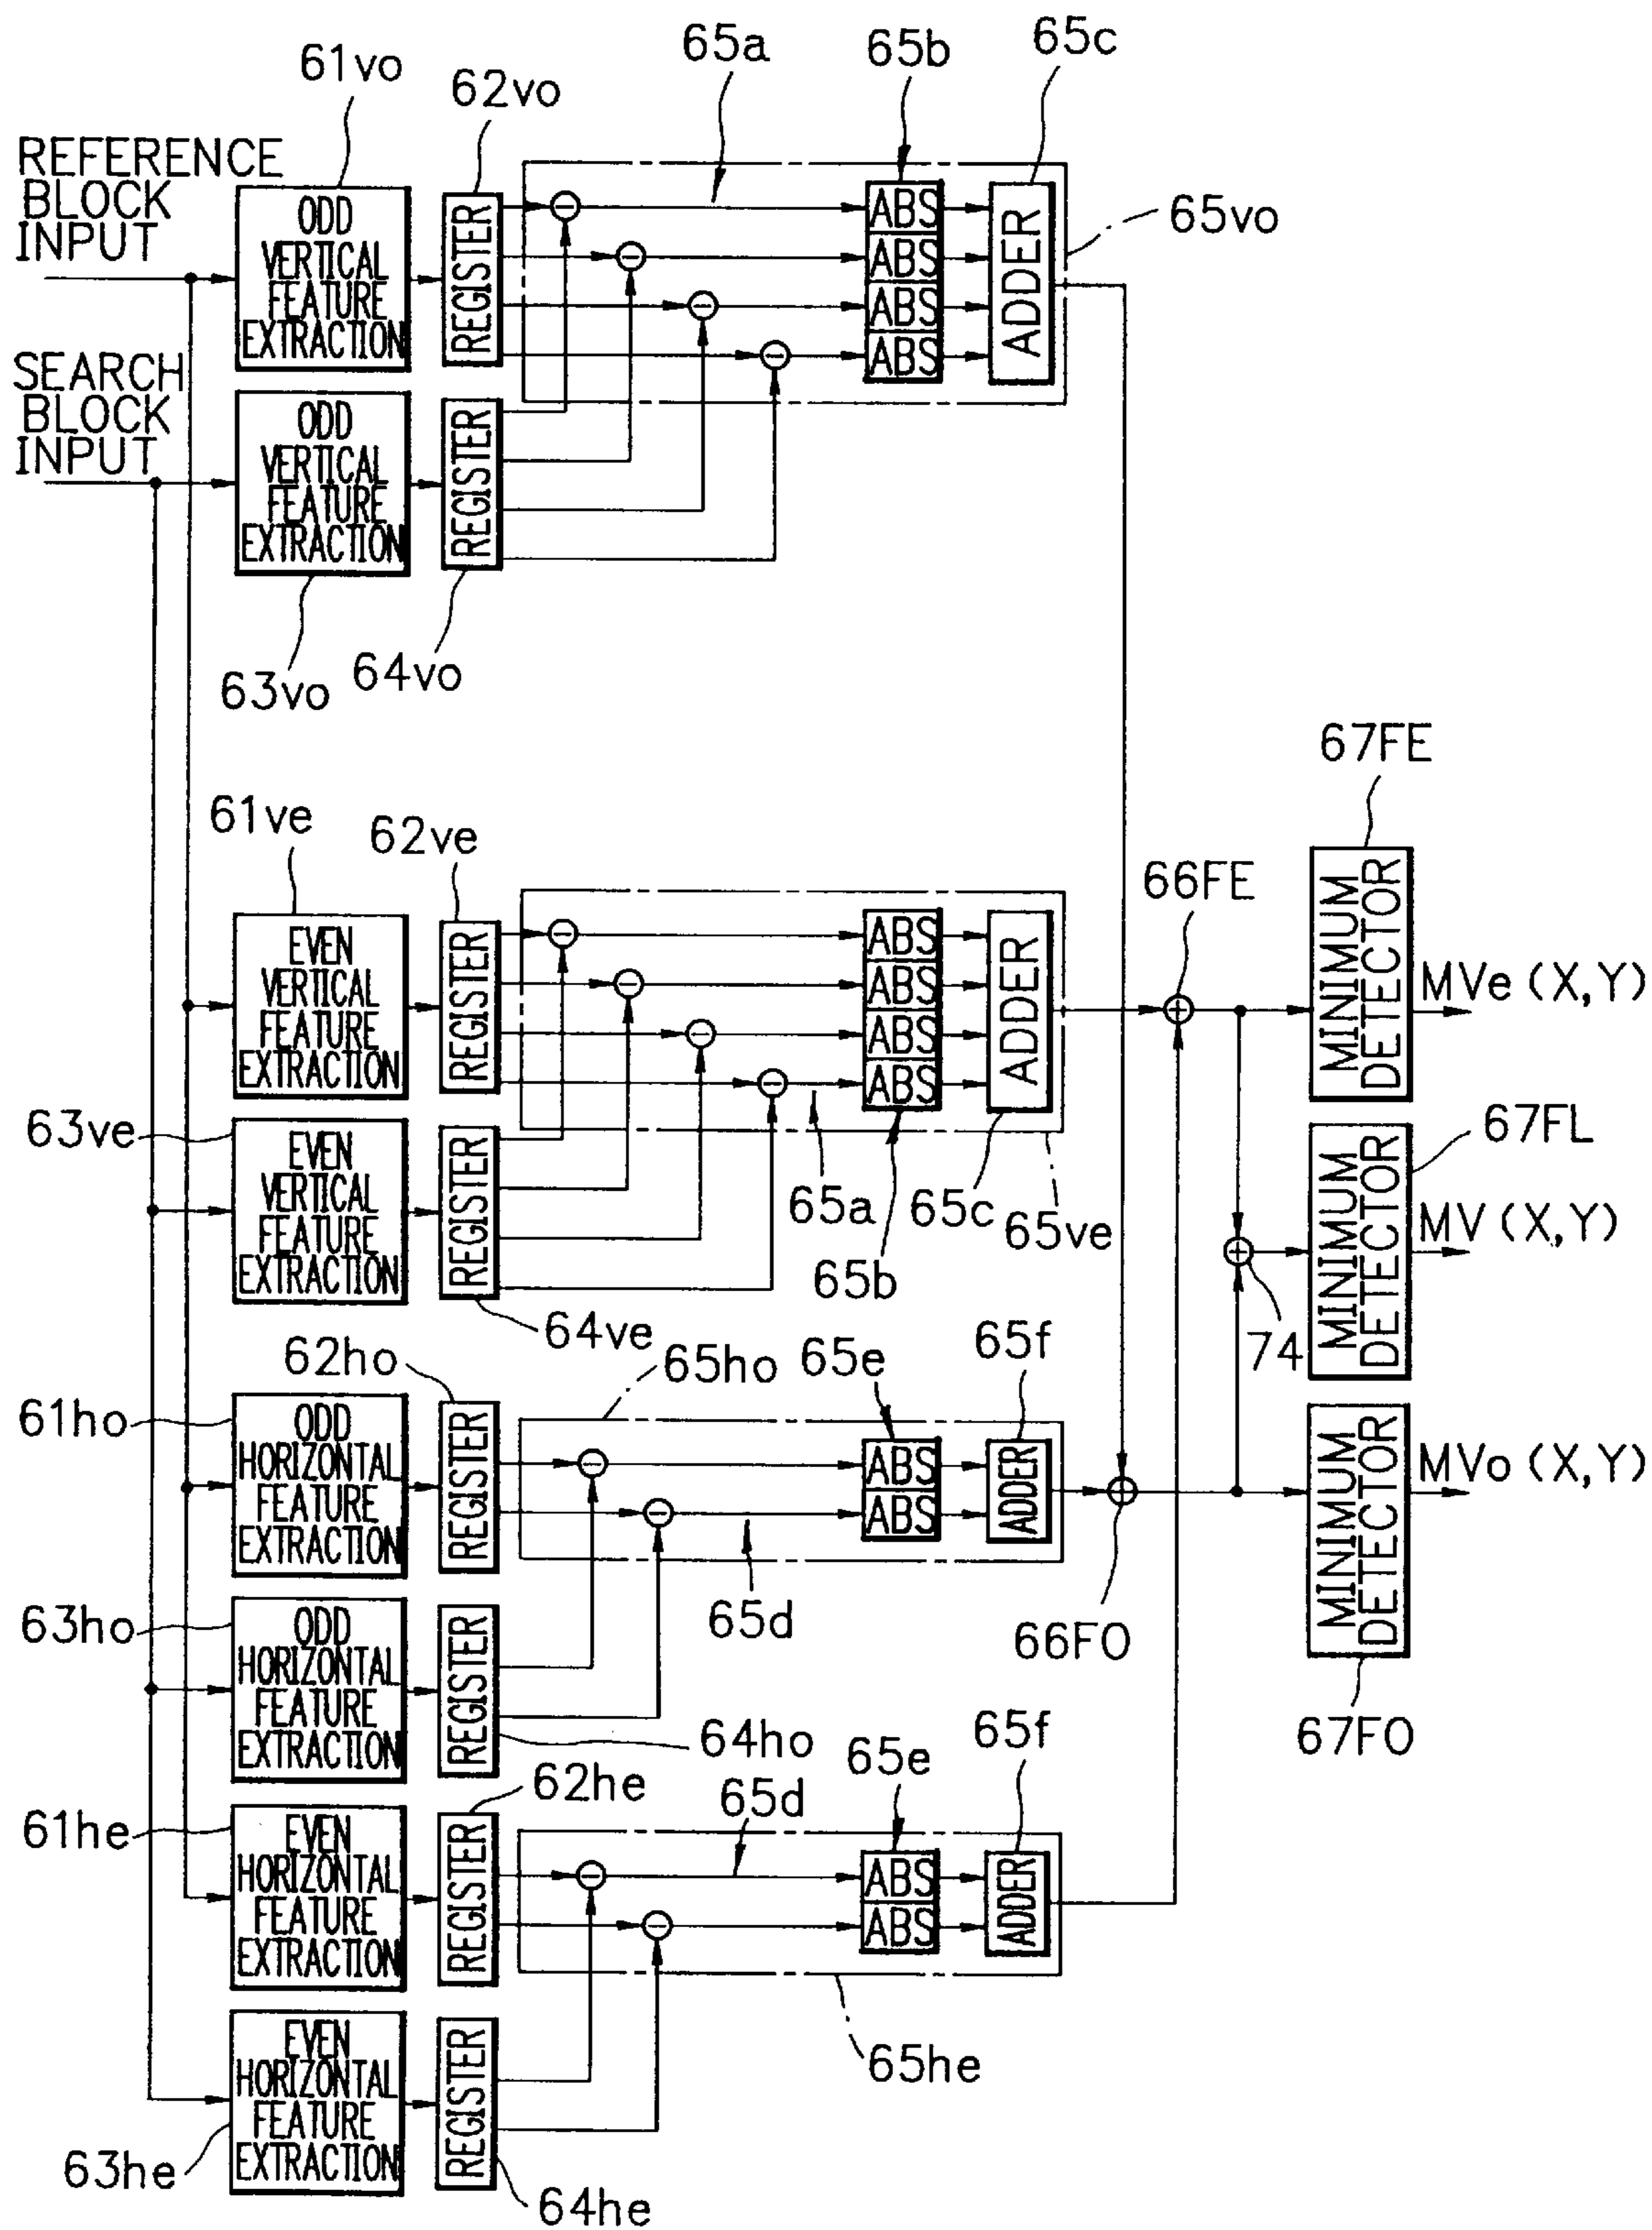 65a
65b
65c
61vo
62vo
REFERENCE
BLOCK
INPUT
ODD
VERTICAL
FEATURE
EXTRACTION
REGISTER
ABS
ABS
ABS
ABS
ADDER
65vo
SEARCH
BLOCK
INPUT
ODD
VERTICAL
FEATURE
EXTRACTION
REGISTER
63vo
64vo
67FE
61ve
62ve
66FE
EVEN
VERTICAL
FEATURE
EXTRACTION
REGISTER
ABS
ABS
ABS
ABS
ADDER
MINIMUM
DETECTOR
MVe (X,Y)
63ve
EVEN
VERTICAL
FEATURE
EXTRACTION
REGISTER
65a
65b
65c
65ve
67FL
MINIMUM
DETECTOR
MV (X,Y)
74
64ve
62ho
65ho
65e
65f
61ho
ODD
HORIZONTAL
FEATURE
EXTRACTION
REGISTER
ABS
ABS
ADDER
MINIMUM
DETECTOR
MVo (X,Y)
65d
66FO
67FO
63ho
ODD
HORIZONTAL
FEATURE
EXTRACTION
REGISTER
64ho
62he
65d
65e
65f
61he
EVEN
HORIZONTAL
FEATURE
EXTRACTION
REGISTER
ABS
ABS
ADDER
65he
EVEN
HORIZONTAL
FEATURE
EXTRACTION
REGISTER
63he
64he